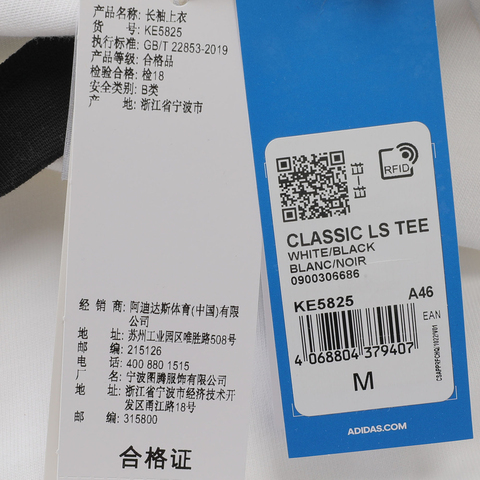 产品名称: 长袖上衣
货 号: KE5825
执行标准: GB/T 22853-2019
产品等级: 合格品
检验合格: 检18
安全类别: B类
产 地: 浙江省宁波市
经 销 商: 阿迪达斯体育(中国)有限
公司
地 址: 苏州工业园区唯胜路508号
邮 编: 215126
电 话: 400 880 1515
厂 名: 宁波图腾服饰有限公司
地 址: 浙江省宁波市经济技术开
发区甬江路18号
邮 编: 315800
合格证
RFID
CLASSIC LS TEE
WHITE/BLACK
BLANC/NOIR
0900306686
KE5825 A46
EAN
4 068804 379407
M
ADIDAS.COM